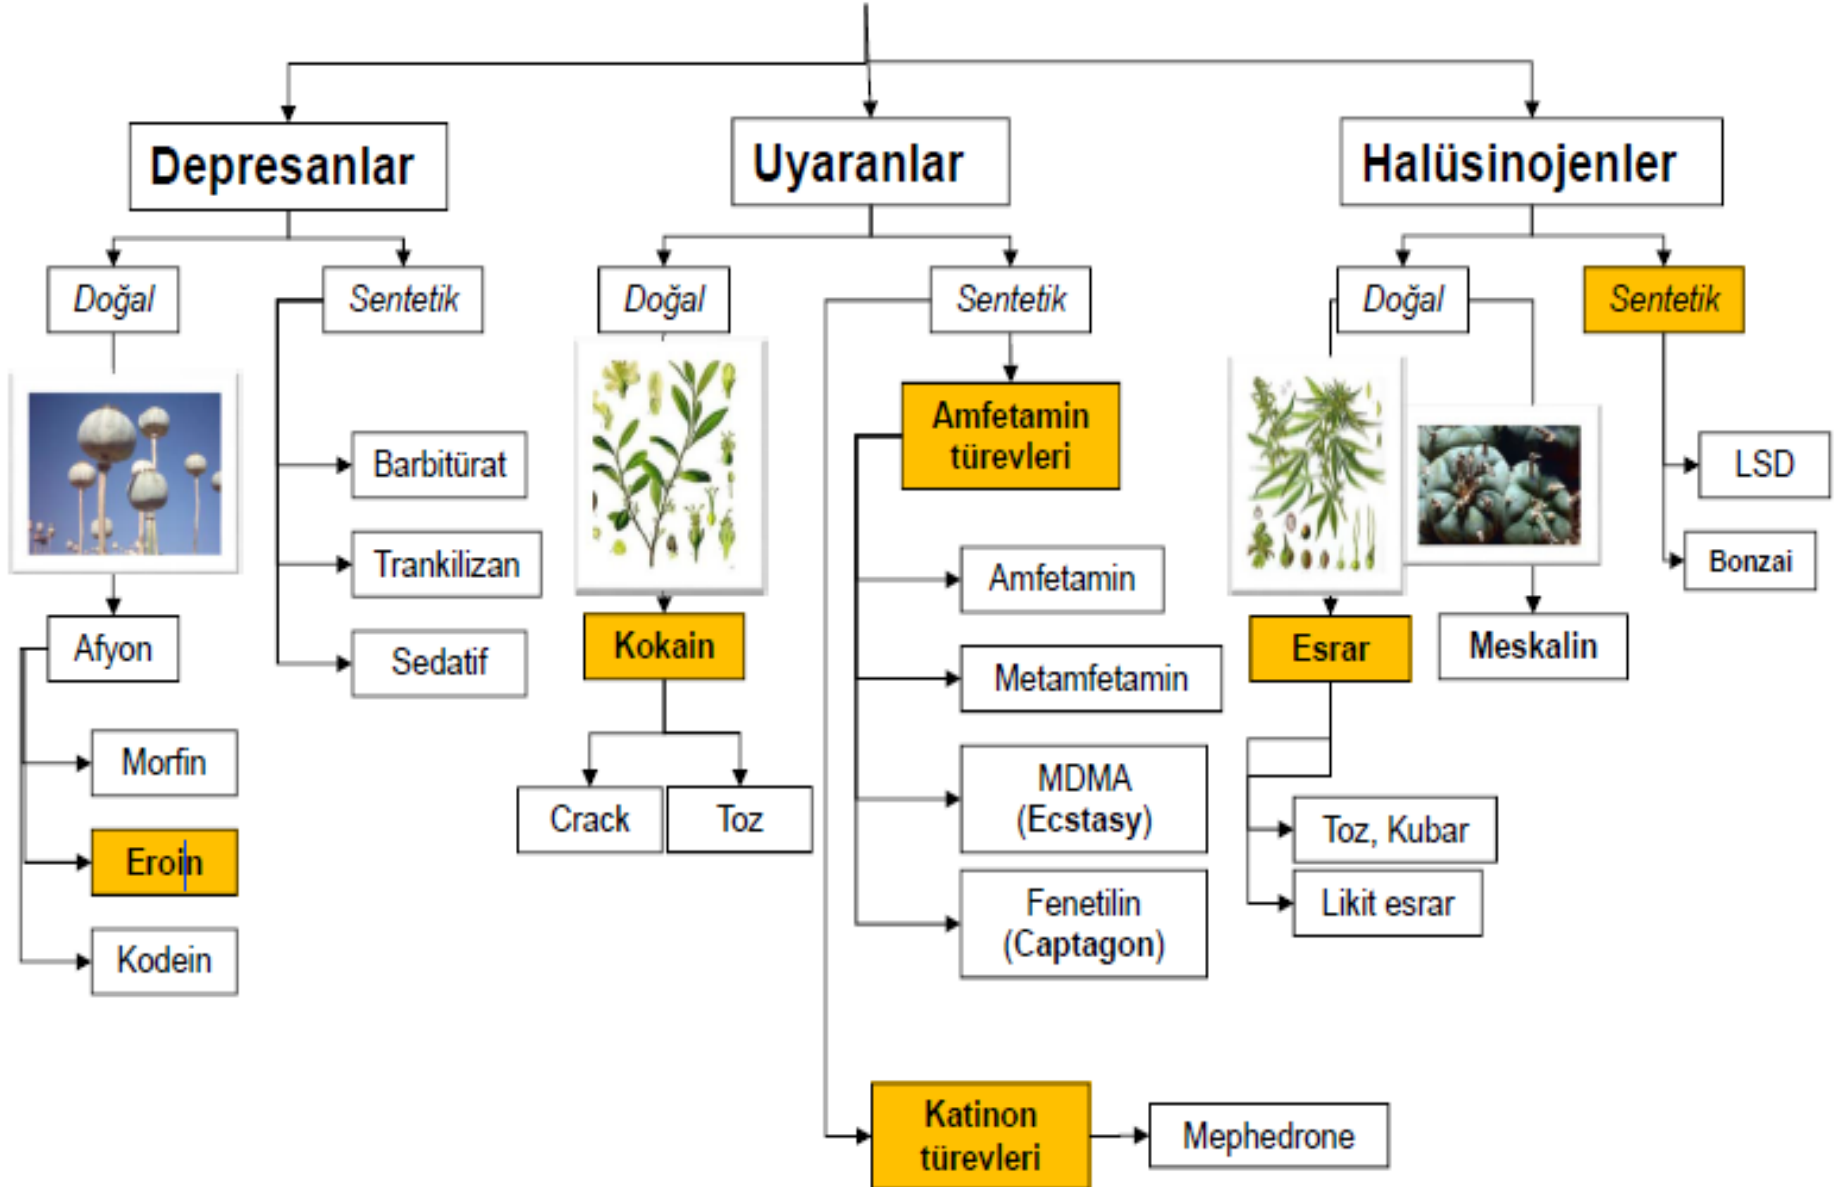 Depresanlar
Uyaranlar
Halüsinojenler
Doğal
Sentetik
Doğal
Sentetik
Doğal
Sentetik
Barbitürat
Trankilizan
Sedatif
Afyon
Morfin
Eroin
Kodein
Kokain
Crack
Toz
Amfetamin
türevleri
Amfetamin
Metamfetamin
MDMA
(Ecstasy)
Fenetilin
(Captagon)
Katinon
türevleri
Mephedrone
Esrar
Meskalin
Toz, Kubar
Likit esrar
LSD
Bonzai